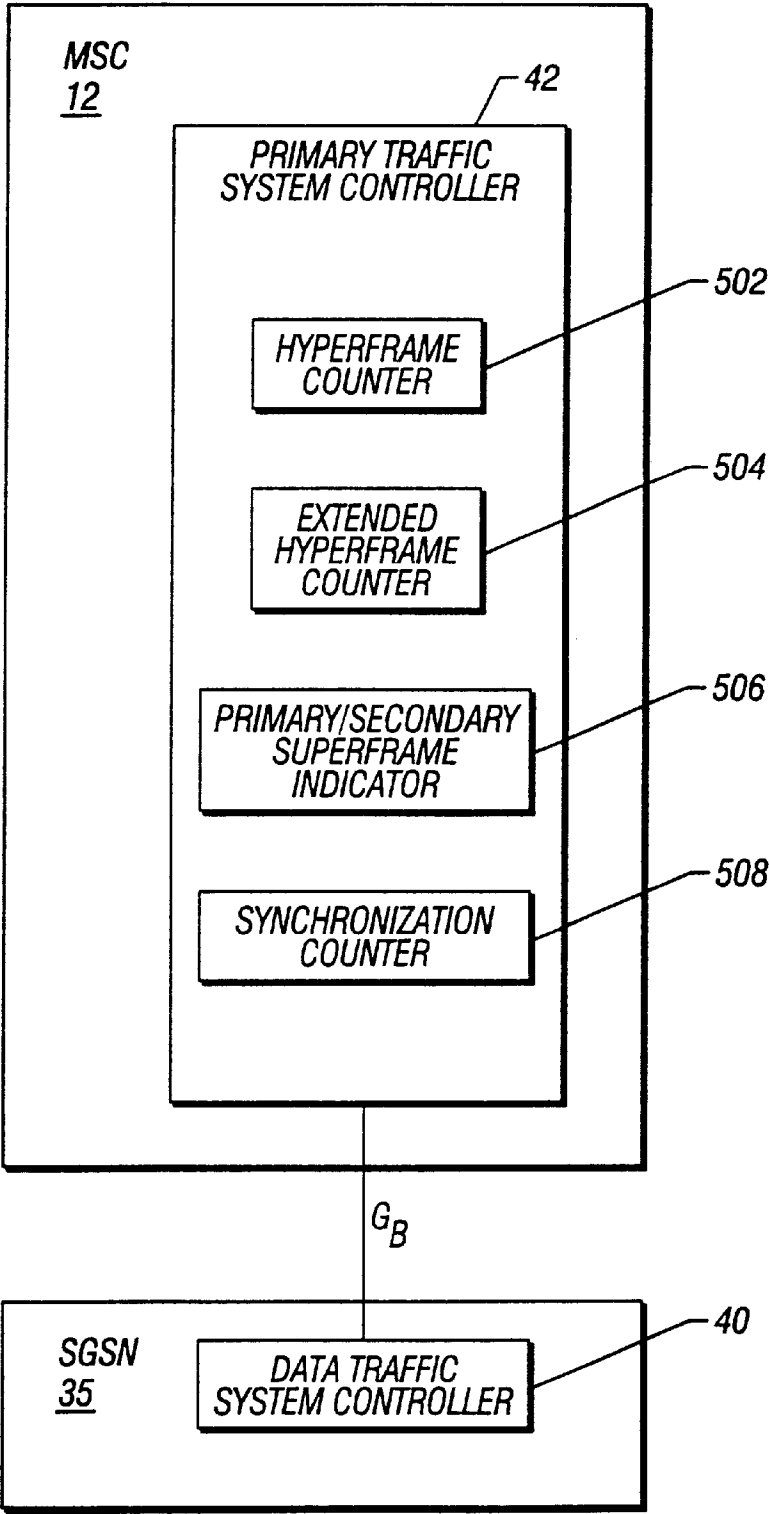 MSC
12
42
PRIMARY TRAFFIC
SYSTEM CONTROLLER
502
HYPERFRAME
COUNTER
504
EXTENDED
HYPERFRAME
COUNTER
506
PRIMARY/SECONDARY
SUPERFRAME
INDICATOR
508
SYNCHRONIZATION
COUNTER
GB
SGSN
35
40
DATA TRAFFIC
SYSTEM CONTROLLER